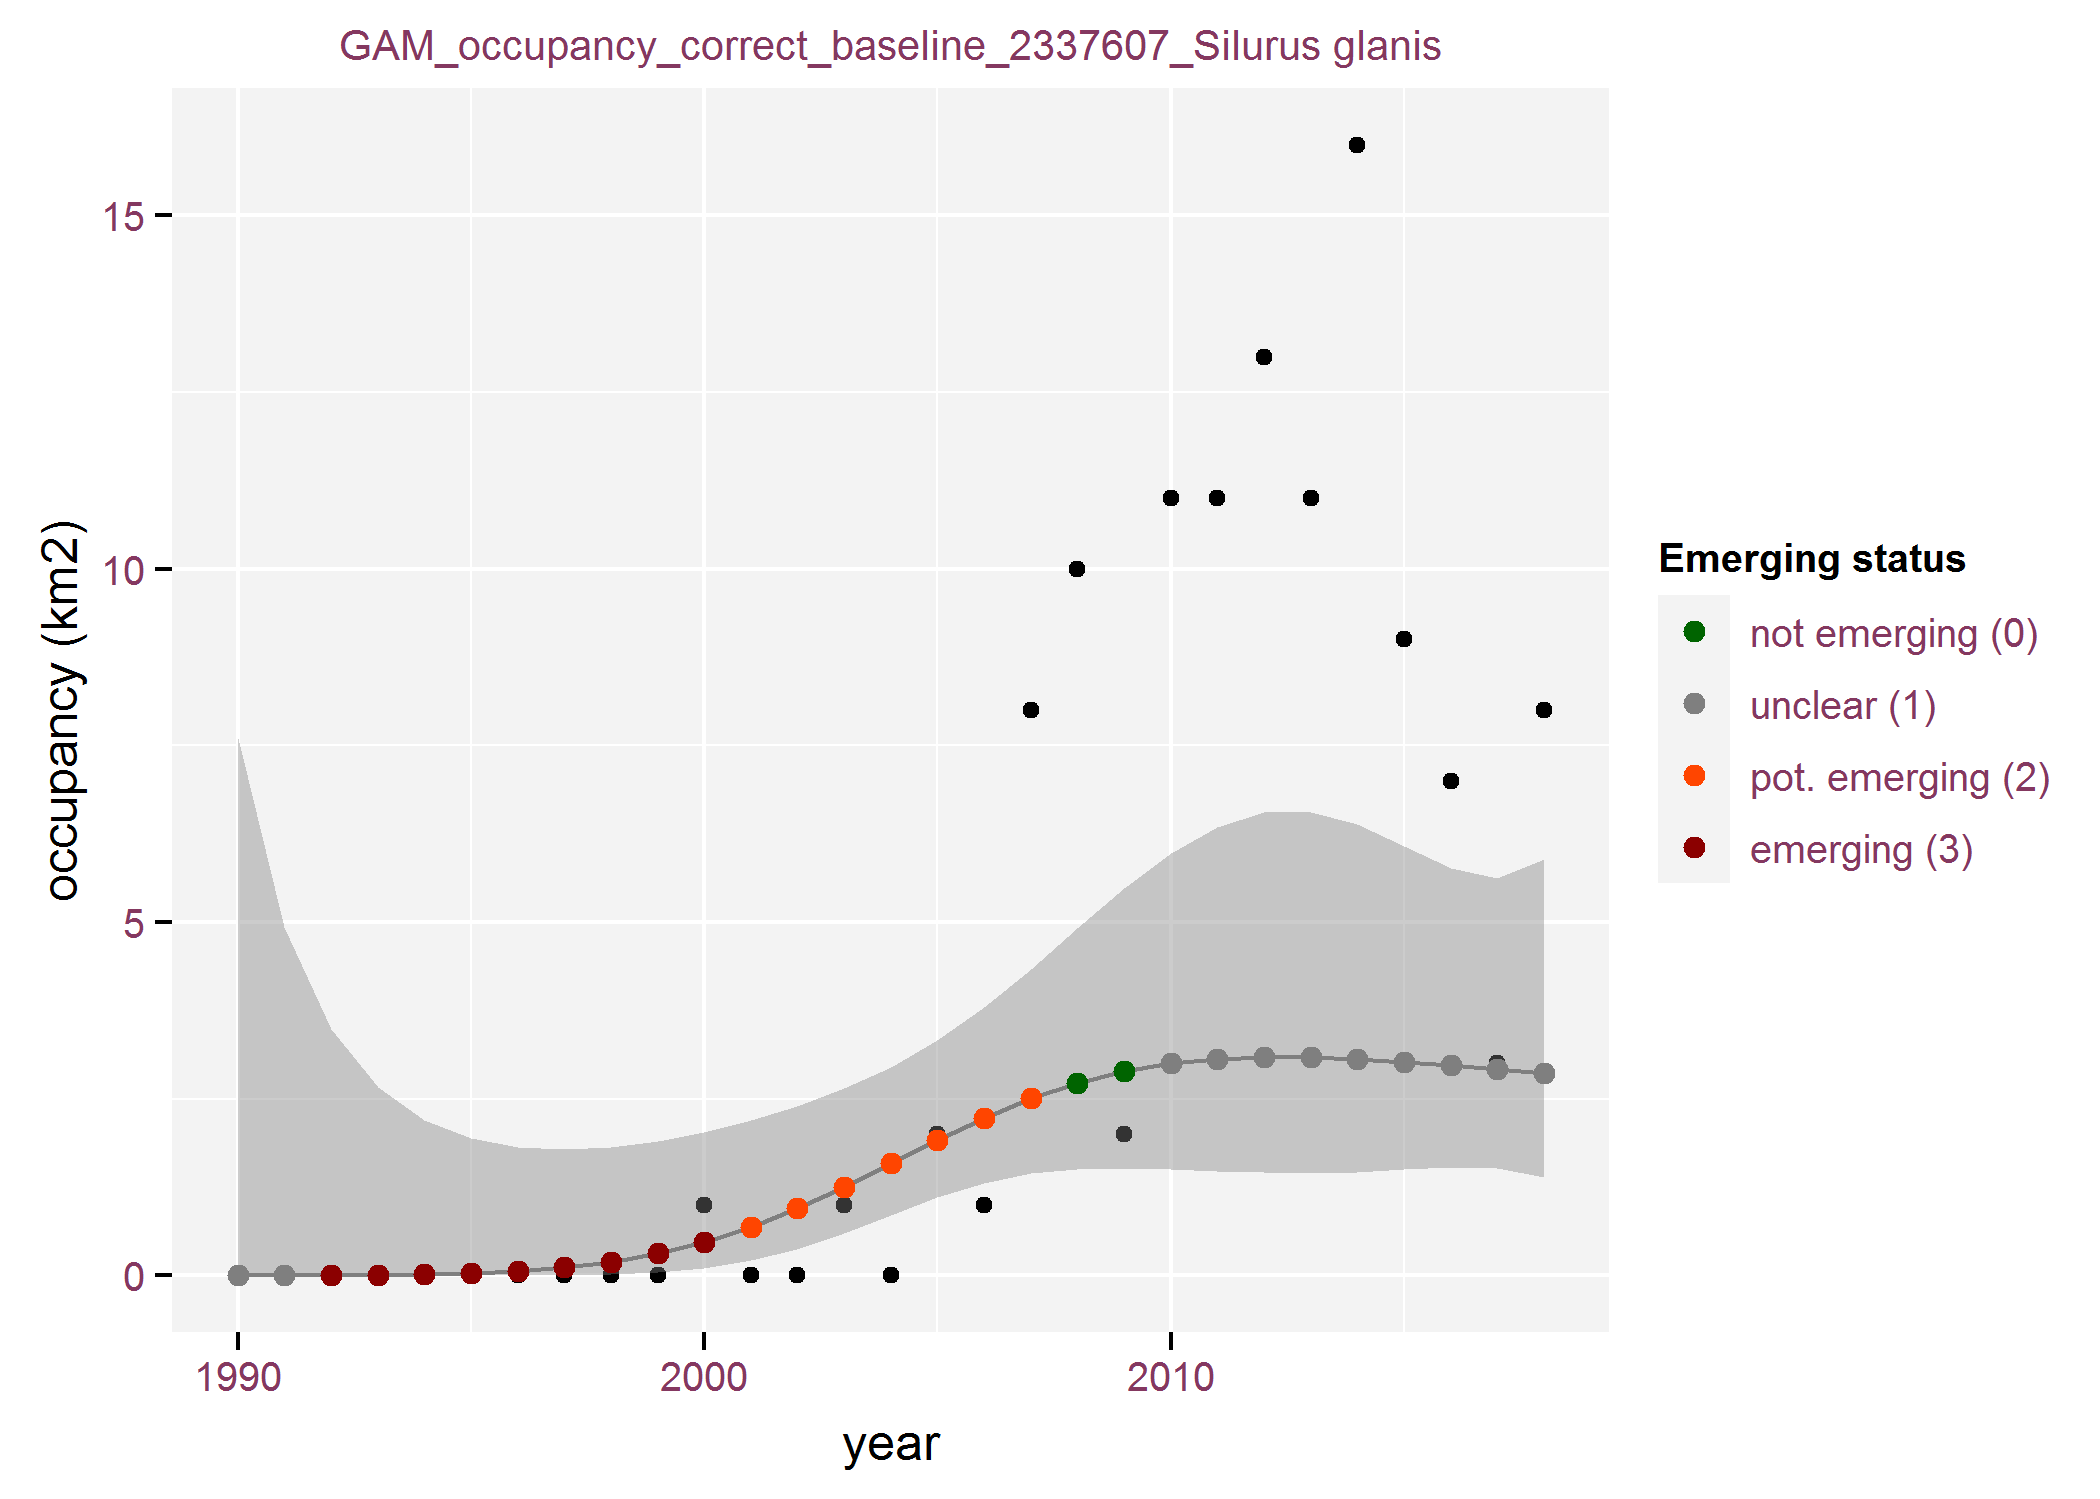 GAM_occupancy_correct_baseline_2337607_Silurus glanis
15
10
5
0
occupancy (km2)
1990
2000
2010
year
Emerging status
not emerging (0)
unclear (1)
pot. emerging (2)
emerging (3)